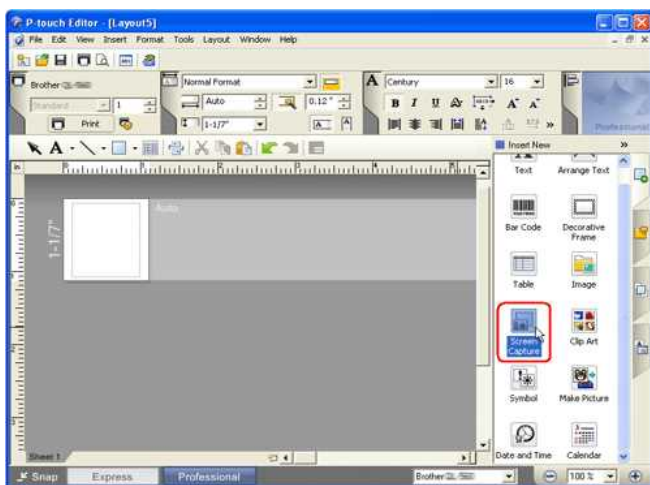 P-touch Editor - [Layout5]
File Edit View Insert Format Tools Layout Window Help
Brother
Normal Format
Century
16
Standard
1
Auto
0.12"
B I U
Print
1-1/7"
Professional
A
in
Insert New
Text
Arrange Text
Bar Code
Decorative Frame
Table
Image
Screen Capture
Clip Art
Symbol
Make Picture
Date and Time
Calendar
1-1/7"
Auto
Sheet 1
Snap
Express
Professional
Brother
100 %